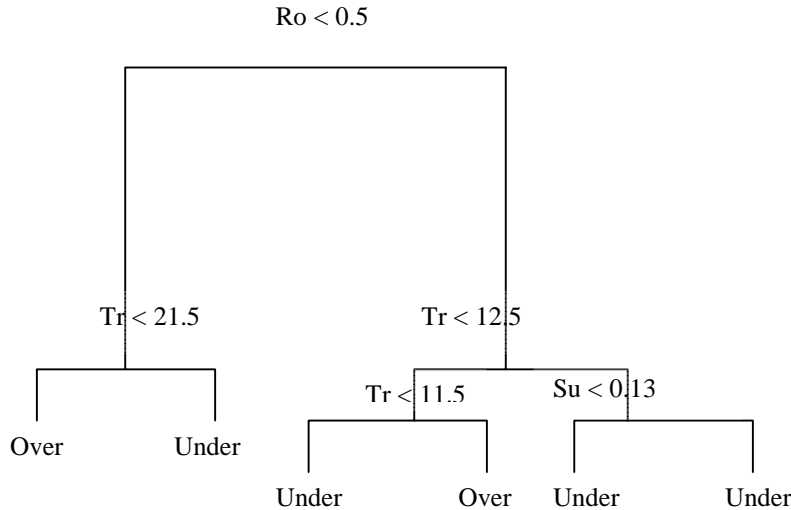 Ro < 0.5
Tr < 21.5
Tr < 12.5
Tr < 11.5
Su < 0.13
Over
Under
Under
Over
Under
Under